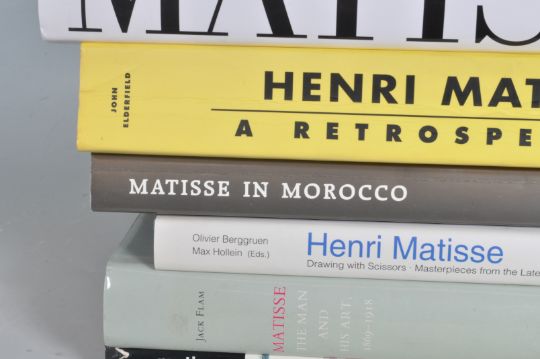 MATIS
JOHN
ELDERFIELD
HENRI MAT
A RETROSPE
MATISSE IN MOROCCO
Olivier Berggruen
Max Hollein (Eds.)
Henri Matisse
Drawing with Scissors · Masterpieces from the Late
JACK FLAM
MATISSE
THE MAN
AND
HIS ART,
1869–1918